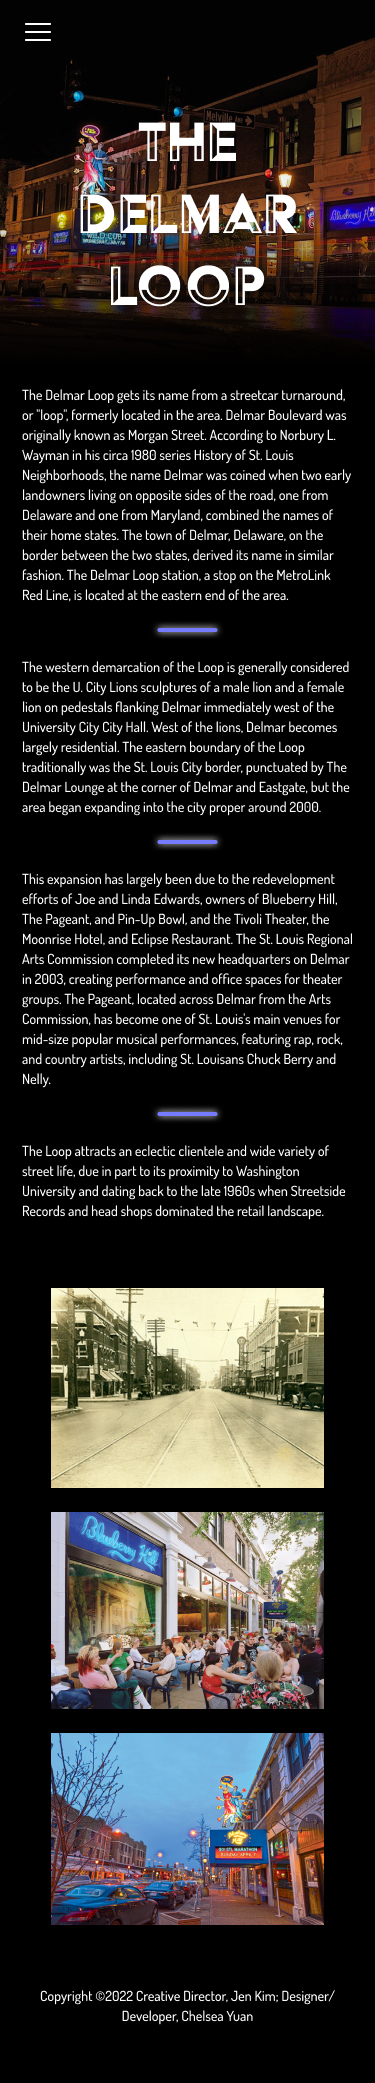 Melville Ave
THE
DELMAR
LOOP
Blueberry Hill
The Delmar Loop gets its name from a streetcar turnaround,
or "loop", formerly located in the area. Delmar Boulevard was
originally known as Morgan Street. According to Norbury L.
Wayman in his circa 1980 series History of St. Louis
Neighborhoods, the name Delmar was coined when two early
landowners living on opposite sides of the road, one from
Delaware and one from Maryland, combined the names of
their home states. The town of Delmar, Delaware, on the
border between the two states, derived its name in similar
fashion. The Delmar Loop station, a stop on the MetroLink
Red Line, is located at the eastern end of the area.
The western demarcation of the Loop is generally considered
to be the U. City Lions sculptures of a male lion and a female
lion on pedestals flanking Delmar immediately west of the
University City City Hall. West of the lions, Delmar becomes
largely residential. The eastern boundary of the Loop
traditionally was the St. Louis City border, punctuated by The
Delmar Lounge at the corner of Delmar and Eastgate, but the
area began expanding into the city proper around 2000.
This expansion has largely been due to the redevelopment
efforts of Joe and Linda Edwards, owners of Blueberry Hill,
The Pageant, and Pin-Up Bowl, and the Tivoli Theater, the
Moonrise Hotel, and Eclipse Restaurant. The St. Louis Regional
Arts Commission completed its new headquarters on Delmar
in 2003, creating performance and office spaces for theater
groups. The Pageant, located across Delmar from the Arts
Commission, has become one of St. Louis's main venues for
mid-size popular musical performances, featuring rap, rock,
and country artists, including St. Louisans Chuck Berry and
Nelly.
The Loop attracts an eclectic clientele and wide variety of
street life, due in part to its proximity to Washington
University and dating back to the late 1960s when Streetside
Records and head shops dominated the retail landscape.
Blueberry Hill
GO! STL MARATHON
SUNDAY APRIL 7
Copyright ©2022 Creative Director, Jen Kim; Designer/
Developer, Chelsea Yuan